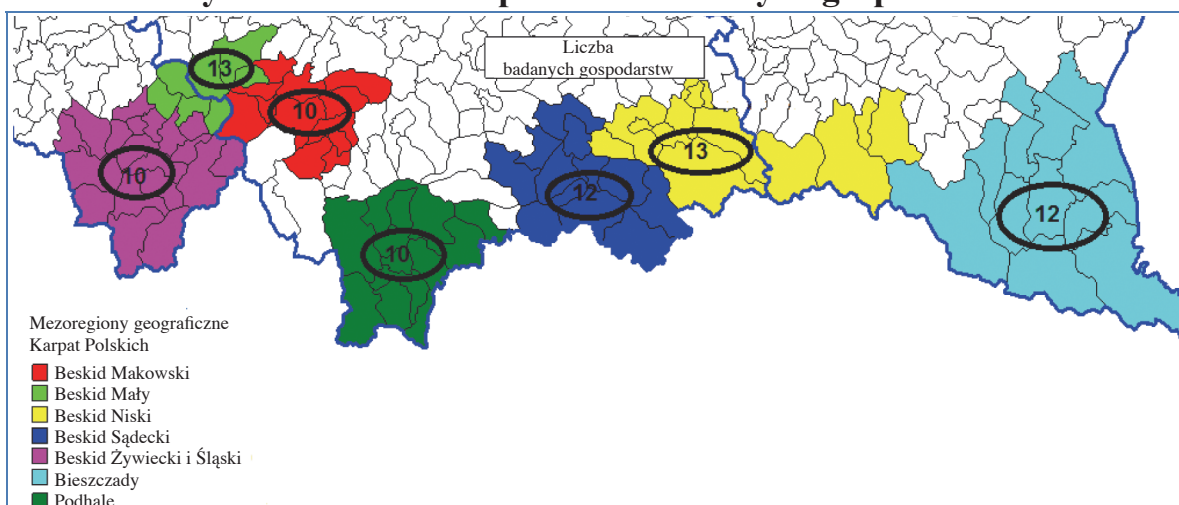 Liczba
badanych gospodarstw
13
10
10
13
12
12
10
Mezoregiony geograficzne
Karpat Polskich
Beskid Makowski
Beskid Mały
Beskid Niski
Beskid Sądecki
Beskid Żywiecki i Śląski
Bieszczady
Podhale